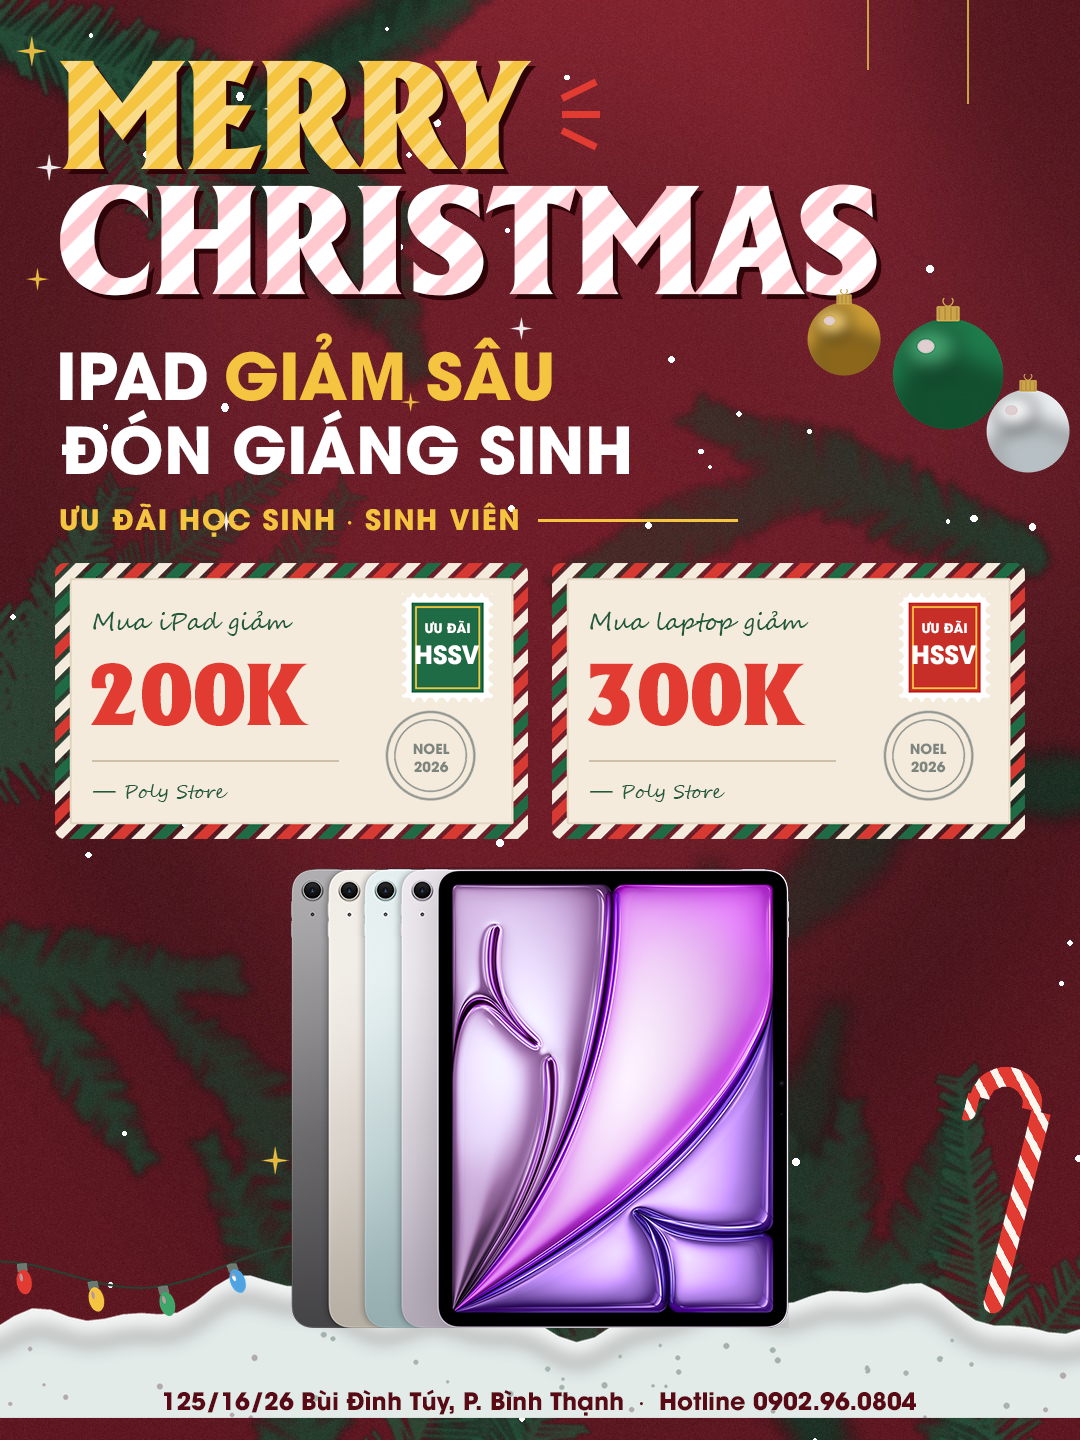 MERRY
CHRISTMAS
IPAD GIẢM SÂU
ĐÓN GIÁNG SINH
ƯU ĐÃI HỌC SINH · SINH VIÊN
Mua iPad giảm
200K
— Poly Store
ƯU ĐÃI
HSSV
NOEL
2026
Mua laptop giảm
300K
— Poly Store
ƯU ĐÃI
HSSV
NOEL
2026
125/16/26 Bùi Đình Túy, P. Bình Thạnh · Hotline 0902.96.0804